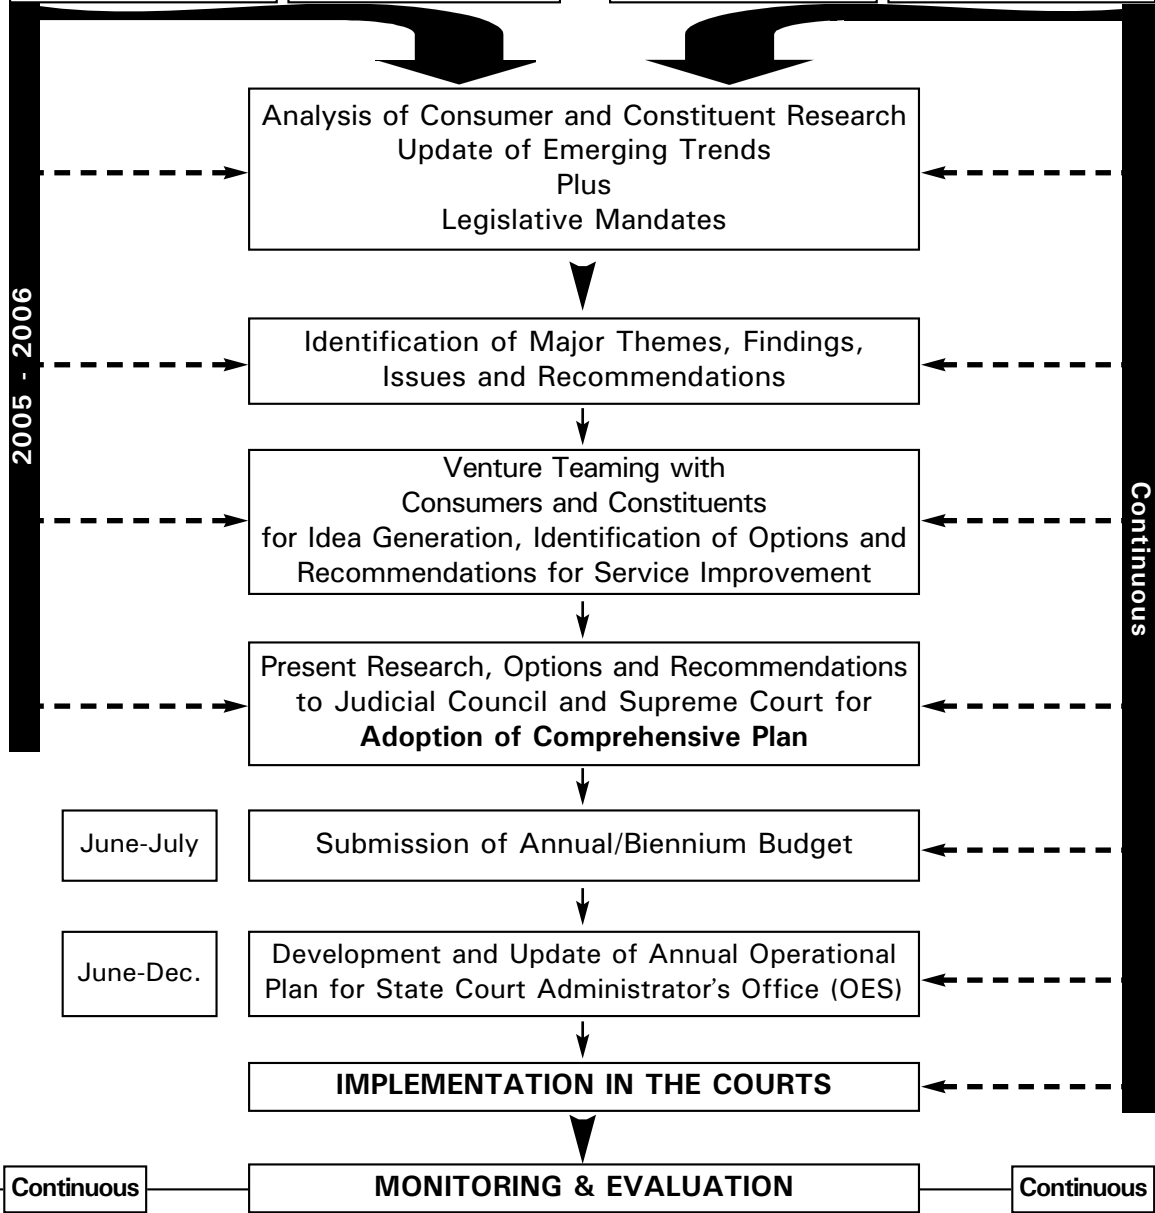 Analysis of Consumer and Constituent Research
Update of Emerging Trends
Plus
Legislative Mandates
2005 - 2006
Identification of Major Themes, Findings,
Issues and Recommendations
Venture Teaming with
Consumers and Constituents
for Idea Generation, Identification of Options and
Recommendations for Service Improvement
Continuous
Present Research, Options and Recommendations
to Judicial Council and Supreme Court for
Adoption of Comprehensive Plan
June-July
Submission of Annual/Biennium Budget
June-Dec.
Development and Update of Annual Operational
Plan for State Court Administrator's Office (OES)
IMPLEMENTATION IN THE COURTS
Continuous
MONITORING & EVALUATION
Continuous